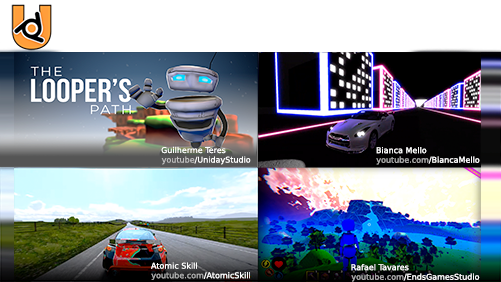 THE
LOOPER'S
PATH
Guilherme Teres
youtube/UnidayStudio
Bianca Mello
youtube.com/BiancaMello
Atomic Skill
youtube.com/AtomicSkill
Rafael Tavares
youtube.com/EndsGamesStudio